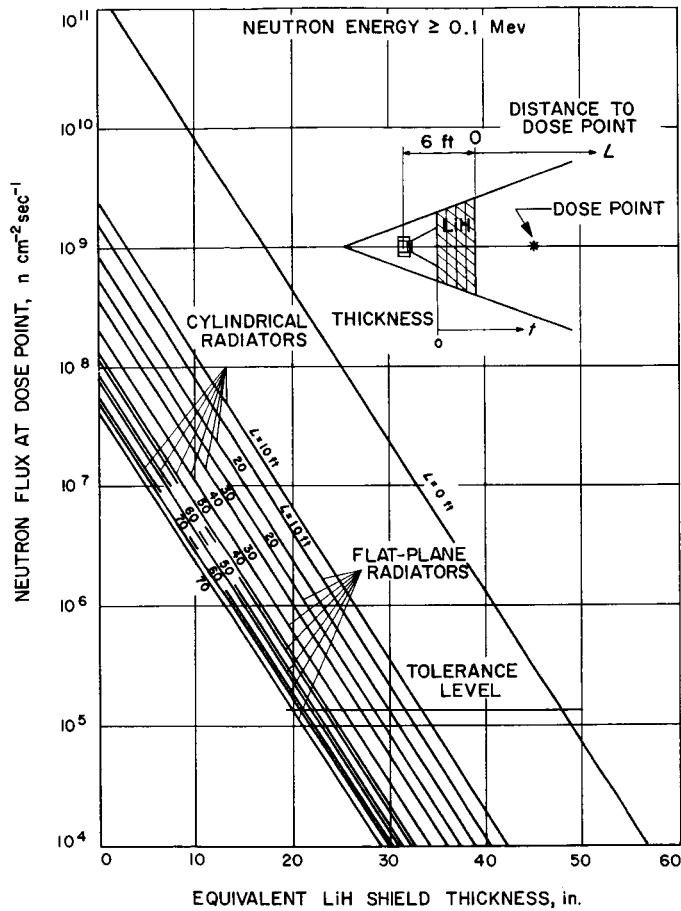 NEUTRON ENERGY ≥ 0.1 Mev
DISTANCE TO
DOSE POINT
6 ft
0
L
LiH
DOSE POINT
THICKNESS
0
t
CYLINDRICAL
RADIATORS
L=10 ft
20
30
40
50
60
70
L=10 ft
20
30
40
50
60
70
L=0 ft
FLAT-PLANE
RADIATORS
TOLERANCE
LEVEL
NEUTRON FLUX AT DOSE POINT, n cm⁻² sec⁻¹
10¹¹
10¹⁰
10⁹
10⁸
10⁷
10⁶
10⁵
10⁴
0 10 20 30 40 50 60
EQUIVALENT LiH SHIELD THICKNESS, in.